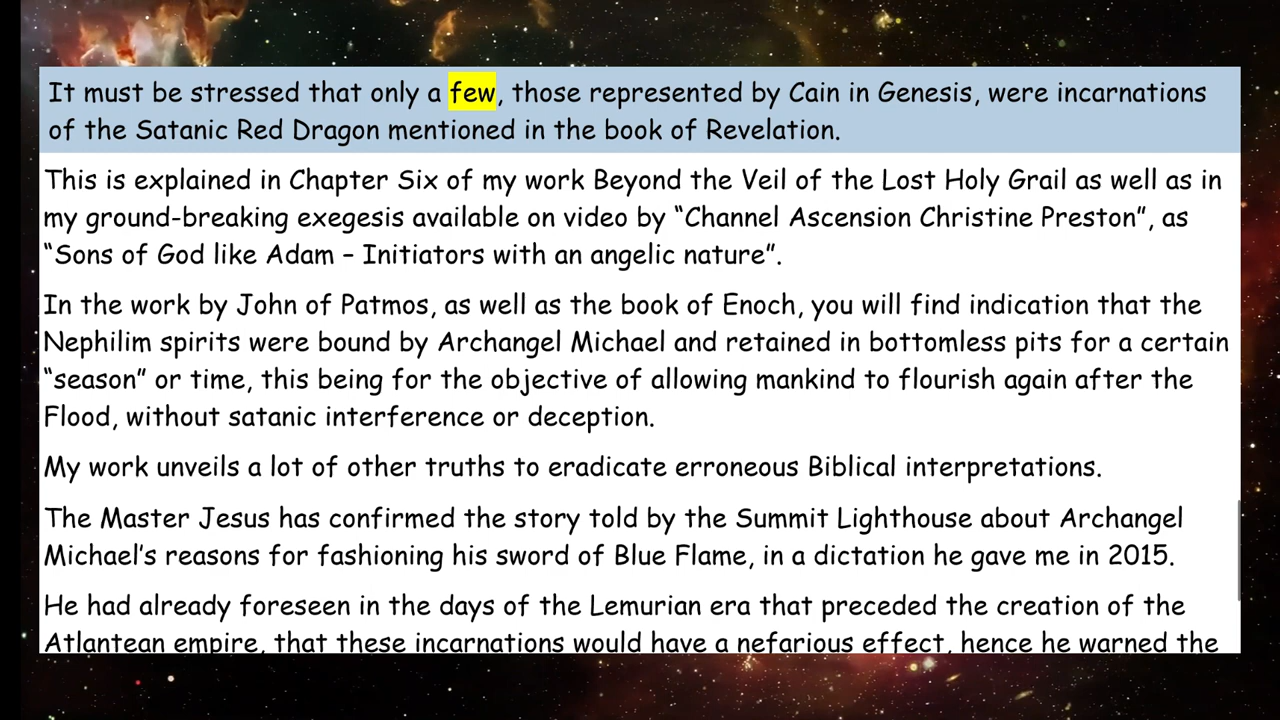 It must be stressed that only a few, those represented by Cain in Genesis, were incarnations
of the Satanic Red Dragon mentioned in the book of Revelation.
This is explained in Chapter Six of my work Beyond the Veil of the Lost Holy Grail as well as in
my ground-breaking exegesis available on video by “Channel Ascension Christine Preston”, as
“Sons of God like Adam – Initiators with an angelic nature”.
In the work by John of Patmos, as well as the book of Enoch, you will find indication that the
Nephilim spirits were bound by Archangel Michael and retained in bottomless pits for a certain
“season” or time, this being for the objective of allowing mankind to flourish again after the
Flood, without satanic interference or deception.
My work unveils a lot of other truths to eradicate erroneous Biblical interpretations.
The Master Jesus has confirmed the story told by the Summit Lighthouse about Archangel
Michael’s reasons for fashioning his sword of Blue Flame, in a dictation he gave me in 2015.
He had already foreseen in the days of the Lemurian era that preceded the creation of the
Atlantean empire, that these incarnations would have a nefarious effect, hence he warned the